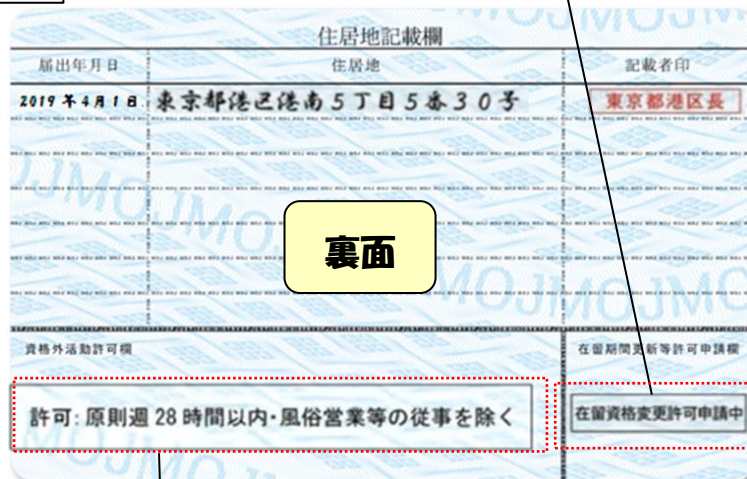 住居地記載欄
届出年月日 住居地 記載者印
2019年4月1日 東京都港区港南5丁目5番30号 東京都港区長
裏面
資格外活動許可欄 在留期間更新等許可申請欄
許可:原則週28時間以内・風俗営業等の従事を除く 在留資格変更許可申請中